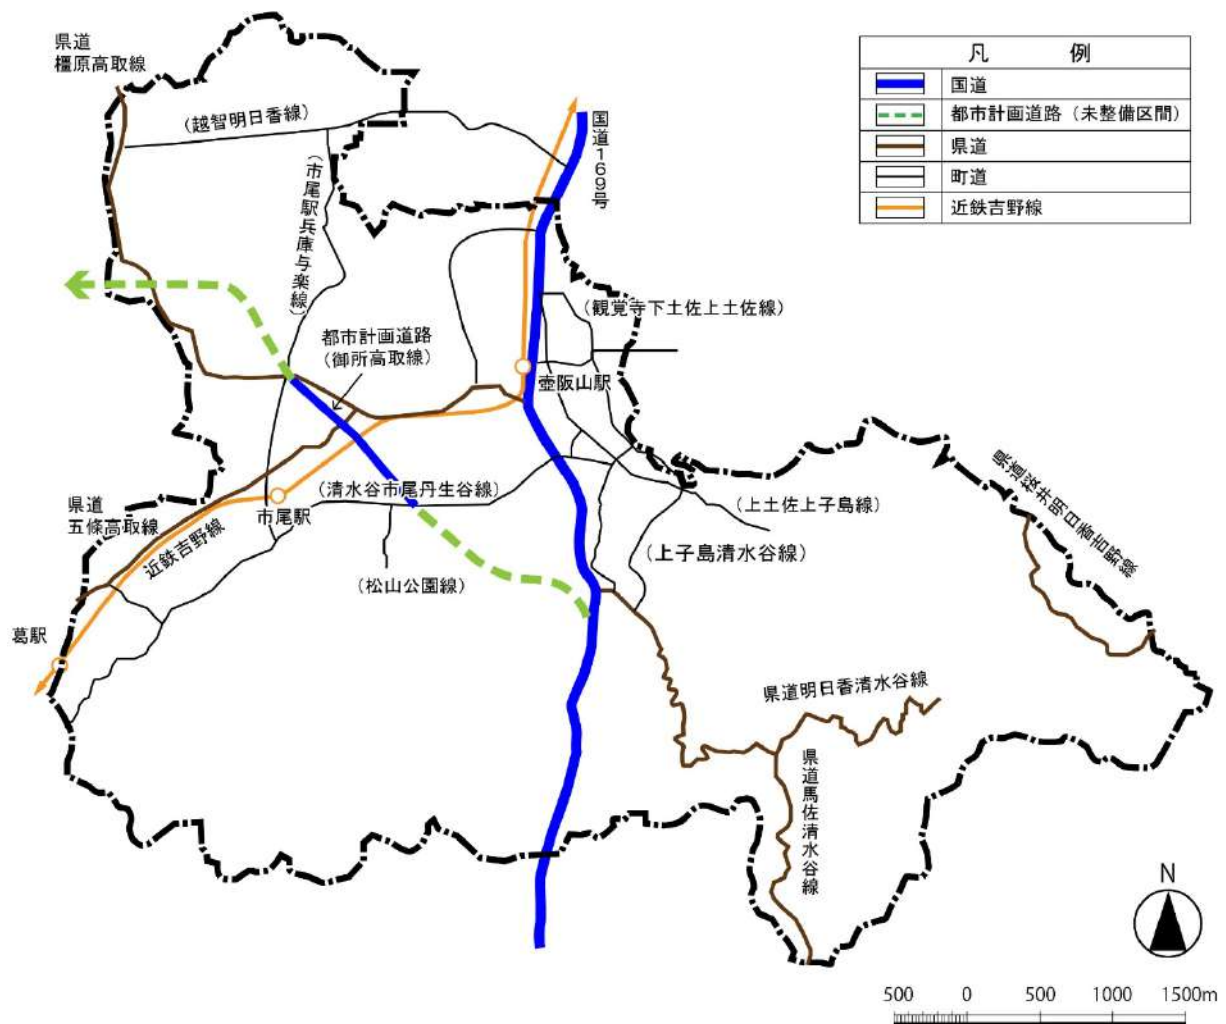 県道
橿原高取線
(越智明日香線)
国道169号
(市尾駅兵庫与楽線)
凡 例
国道
都市計画道路(未整備区間)
県道
町道
近鉄吉野線
(観覚寺下土佐上土佐線)
都市計画道路
(御所高取線)
壺阪山駅
県道桜井明日香吉野線
(清水谷市尾丹生谷線)
県道
五條高取線
市尾駅
(上土佐上子島線)
近鉄吉野線
(上子島清水谷線)
(松山公園線)
葛駅
県道明日香清水谷線
県道馬佐清水谷線
N
500 0 500 1000 1500m